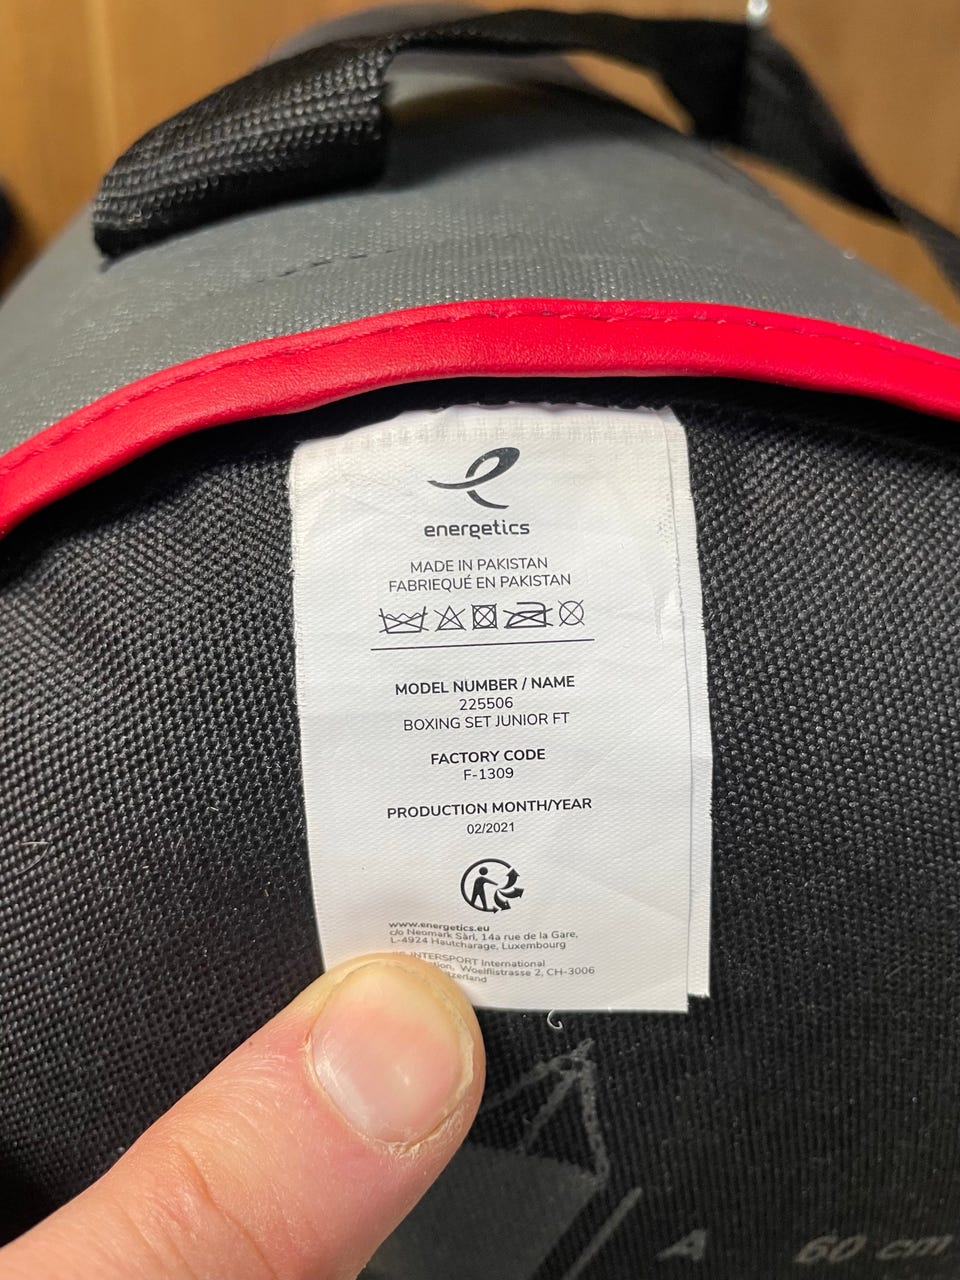 energetics
MADE IN PAKISTAN
FABRIEQUÉ EN PAKISTAN
MODEL NUMBER / NAME
225506
BOXING SET JUNIOR FT
FACTORY CODE
F-1309
PRODUCTION MONTH/YEAR
02/2021
www.energetics.eu
c/o Neomark Sàrl, 14a rue de la Gare,
L-4924 Hautcharage, Luxembourg
INTERSPORT International
Woelflistrasse 2, CH-3006
A 60 cm